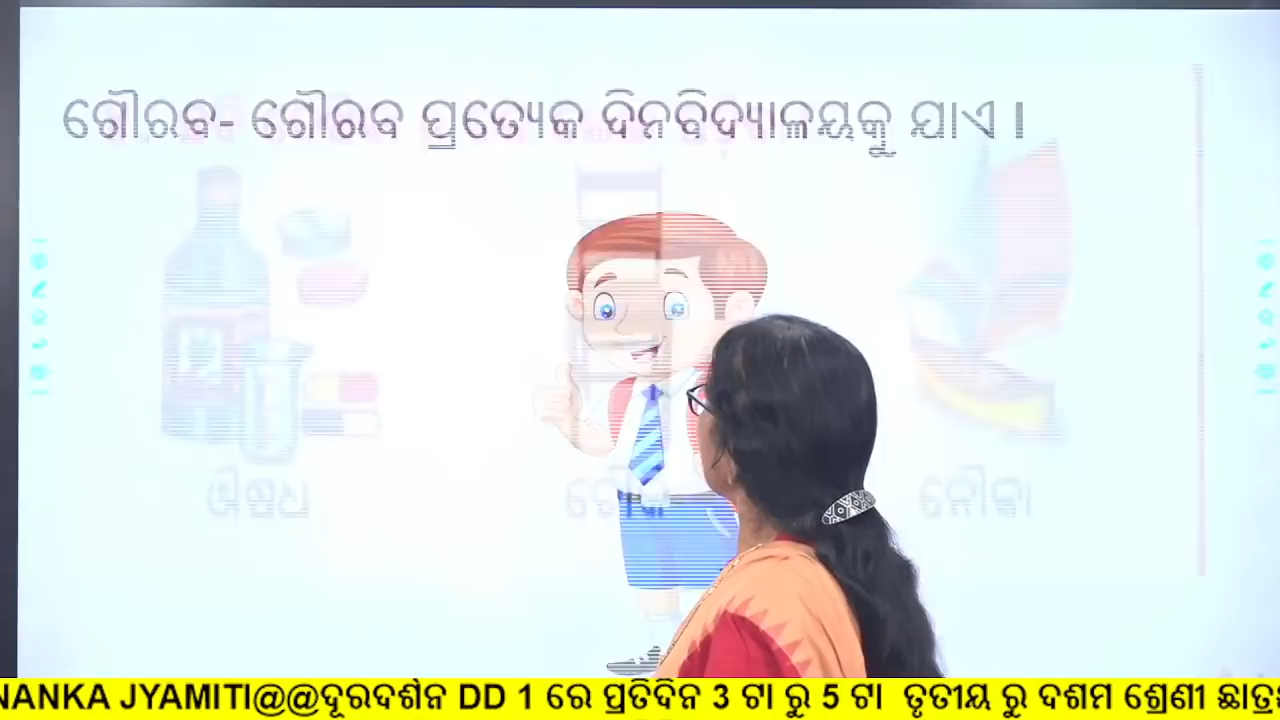 ଗୌରବ- ଗୌରବ ପ୍ରତ୍ୟେକ ଦିନବିଦ୍ୟାଳୟକୁ ଯାଏ ।
ଔଷଧ ନୌକା
NANKA JYAMITI@@ଦୂରଦର୍ଶନ DD 1 ରେ ପ୍ରତିଦିନ 3 ଟା ରୁ 5 ଟା ତୃତୀୟ ରୁ ଦଶମ ଶ୍ରେଣୀ ଛାତ୍ର